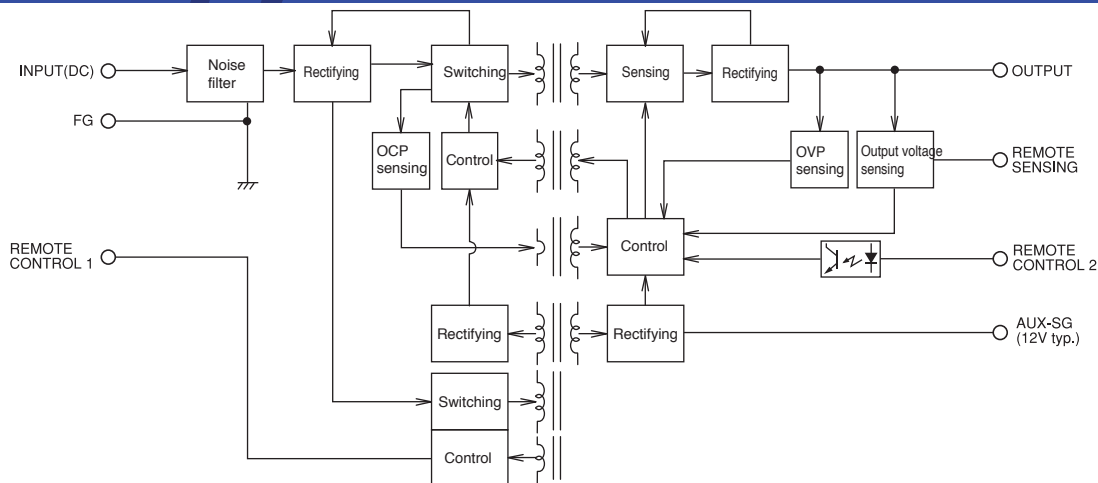 INPUT(DC)
Noise
filter
Rectifying
Switching
Sensing
Rectifying
OUTPUT
FG
OCP
sensing
Control
OVP
sensing
Output voltage
sensing
REMOTE
SENSING
REMOTE
CONTROL 1
Control
REMOTE
CONTROL 2
Rectifying
Rectifying
AUX-SG
(12V typ.)
Switching
Control